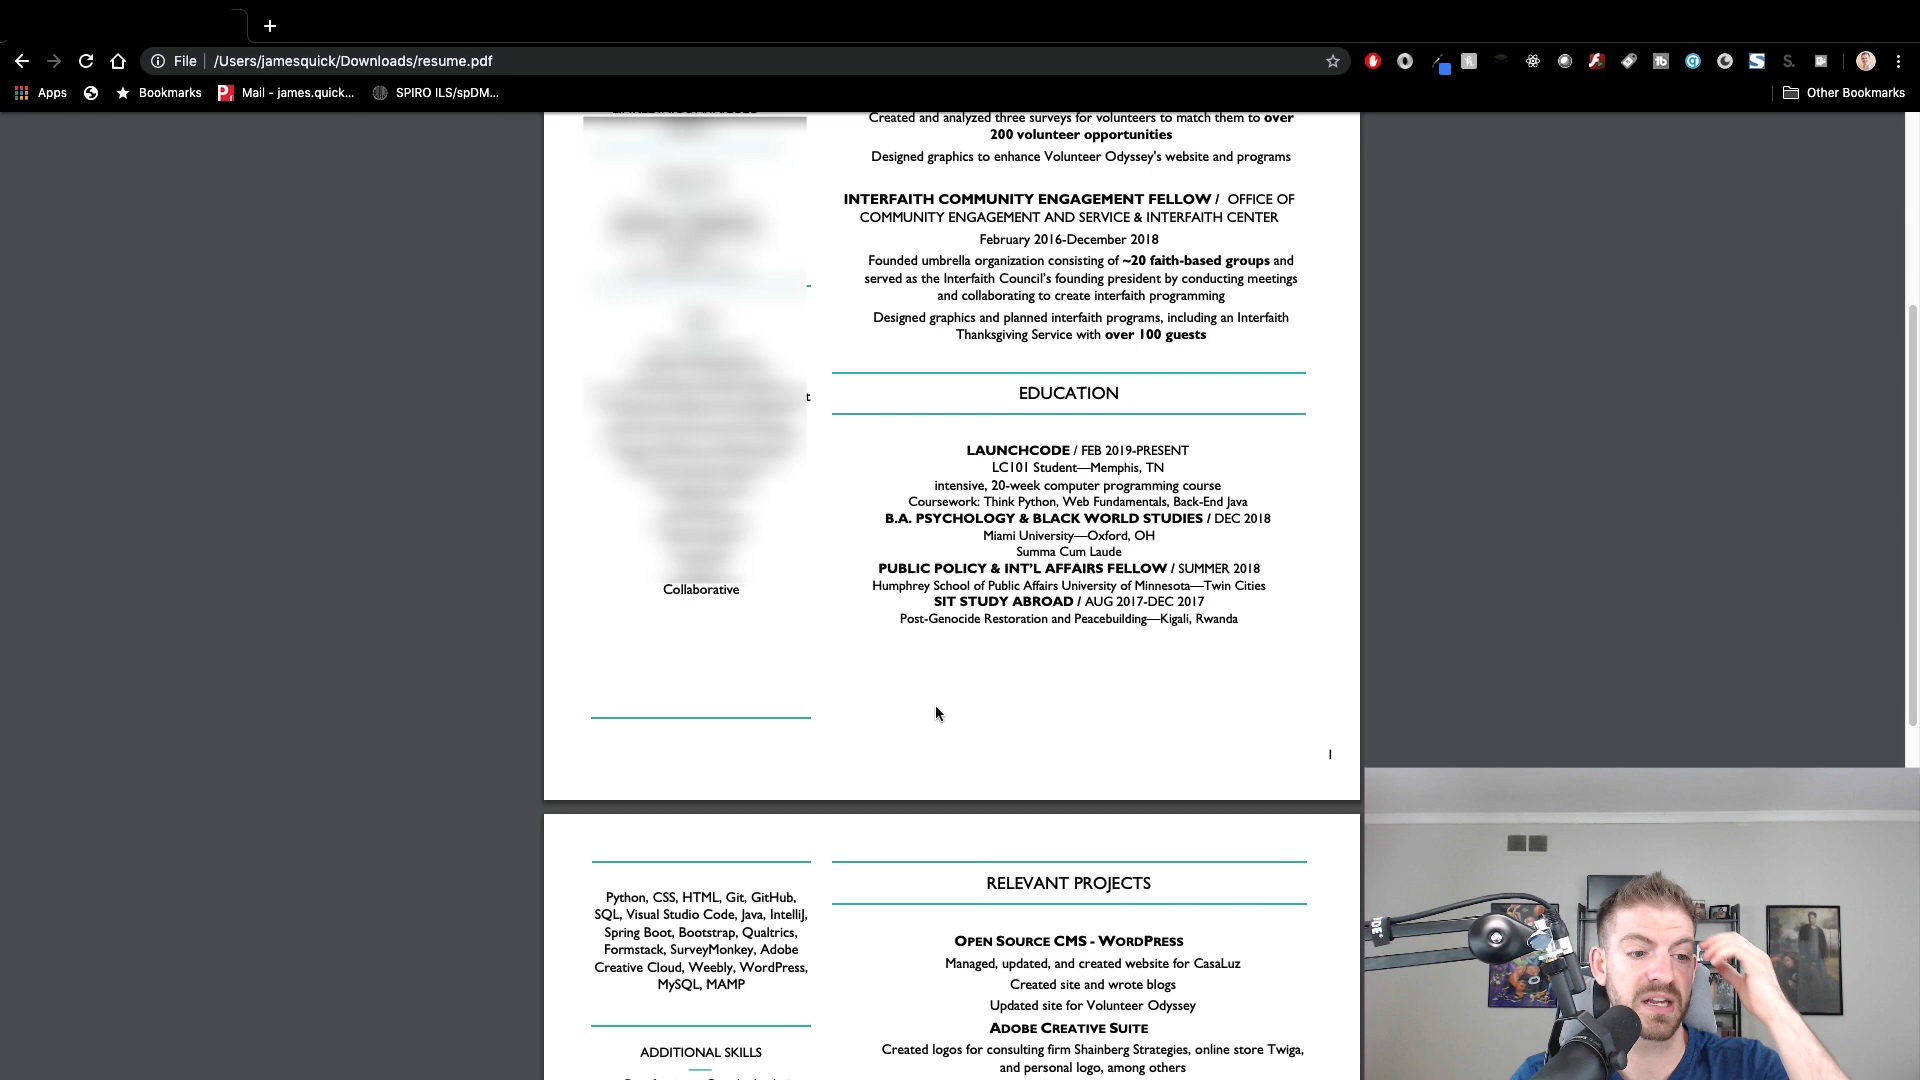 File
/Users/jamesquick/Downloads/resume.pdf
Apps
Bookmarks
Mail - james.quick...
SPIRO ILS/spDM...
Other Bookmarks
Created and analyzed three surveys for volunteers to match them to over
200 volunteer opportunities
Designed graphics to enhance Volunteer Odyssey's website and programs
INTERFAITH COMMUNITY ENGAGEMENT FELLOW / OFFICE OF
COMMUNITY ENGAGEMENT AND SERVICE & INTERFAITH CENTER
February 2016-December 2018
Founded umbrella organization consisting of ~20 faith-based groups and
served as the Interfaith Council's founding president by conducting meetings
and collaborating to create interfaith programming
Designed graphics and planned interfaith programs, including an Interfaith
Thanksgiving Service with over 100 guests
EDUCATION
LAUNCHCODE / FEB 2019-PRESENT
LC101 Student—Memphis, TN
intensive, 20-week computer programming course
Coursework: Think Python, Web Fundamentals, Back-End Java
B.A. PSYCHOLOGY & BLACK WORLD STUDIES / DEC 2018
Miami University—Oxford, OH
Summa Cum Laude
PUBLIC POLICY & INT'L AFFAIRS FELLOW / SUMMER 2018
Humphrey School of Public Affairs University of Minnesota—Twin Cities
SIT STUDY ABROAD / AUG 2017-DEC 2017
Post-Genocide Restoration and Peacebuilding—Kigali, Rwanda
t
Collaborative
1
Python, CSS, HTML, Git, GitHub,
SQL, Visual Studio Code, Java, IntelliJ,
Spring Boot, Bootstrap, Qualtrics,
Formstack, SurveyMonkey, Adobe
Creative Cloud, Weebly, WordPress,
MySQL, MAMP
ADDITIONAL SKILLS
RELEVANT PROJECTS
OPEN SOURCE CMS - WORDPRESS
Managed, updated, and created website for CasaLuz
Created site and wrote blogs
Updated site for Volunteer Odyssey
ADOBE CREATIVE SUITE
Created logos for consulting firm Shainberg Strategies, online store Twiga,
and personal logo, among others